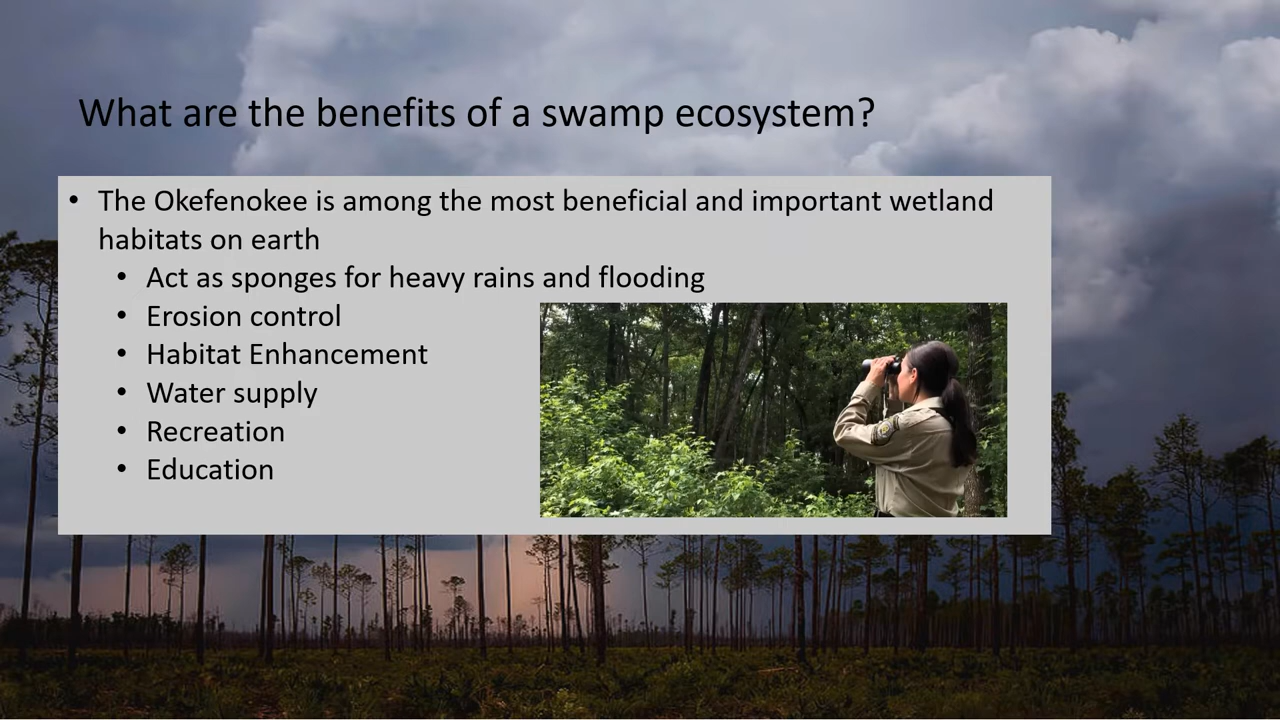 What are the benefits of a swamp ecosystem?
• The Okefenokee is among the most beneficial and important wetland
habitats on earth
• Act as sponges for heavy rains and flooding
• Erosion control
• Habitat Enhancement
• Water supply
• Recreation
• Education